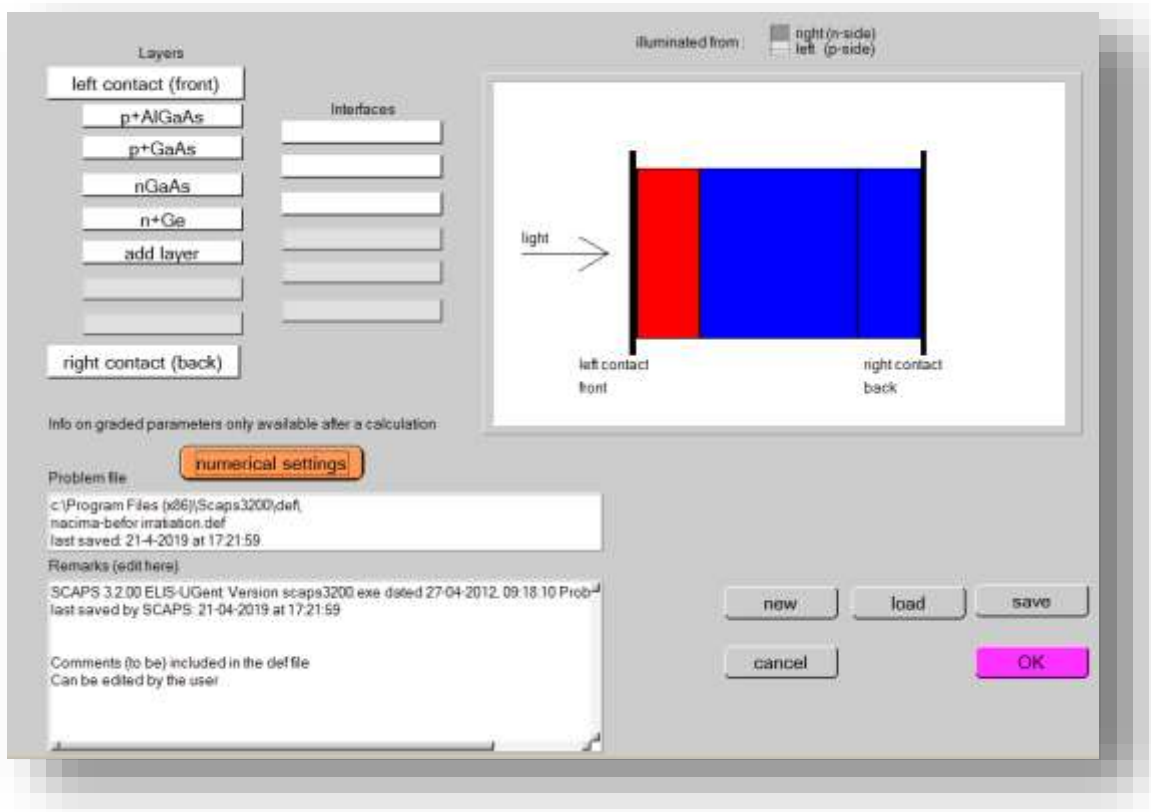 illuminated from :
right (n-side)
left (p-side)
Layers
left contact (front)
p+AlGaAs
p+GaAs
nGaAs
n+Ge
add layer
right contact (back)
Interfaces
light
left contact
front
right contact
back
Info on graded parameters only available after a calculation
numerical settings
Problem file
c:\Program Files (x86)\Scaps3200\def\
nacima-befor irratiation.def
last saved: 21-4-2019 at 17:21:59
Remarks (edit here)
SCAPS 3.2.00 ELIS-UGent: Version scaps3200.exe dated 27-04-2012, 09:18:10 Prob
last saved by SCAPS: 21-04-2019 at 17:21:59
Comments (to be) included in the def file
Can be edited by the user
new
load
save
cancel
OK